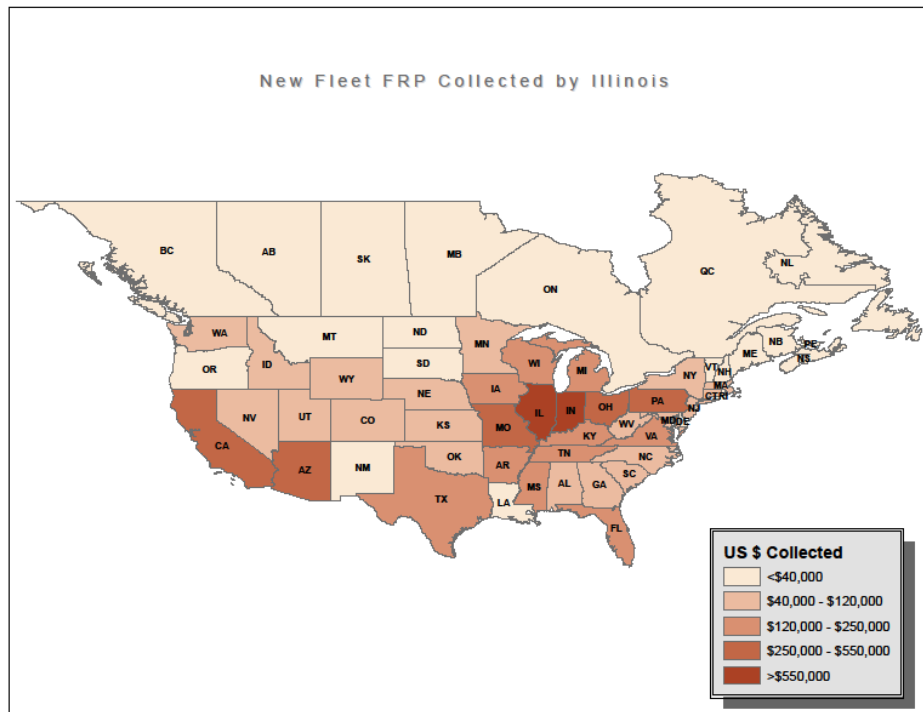 New Fleet FRP Collected by Illinois
BC
AB
SK
MB
ON
QC
NL
NB
PE
NS
ME
WA
MT
ND
MN
OR
ID
WY
SD
WI
MI
NY
VT
NH
MA
CT
RI
NV
UT
CO
NE
IA
IL
IN
OH
PA
NJ
MD
DE
CA
AZ
NM
KS
OK
MO
KY
WV
VA
TX
AR
TN
NC
SC
LA
MS
AL
GA
FL
US $ Collected
<$40,000
$40,000 - $120,000
$120,000 - $250,000
$250,000 - $550,000
>$550,000